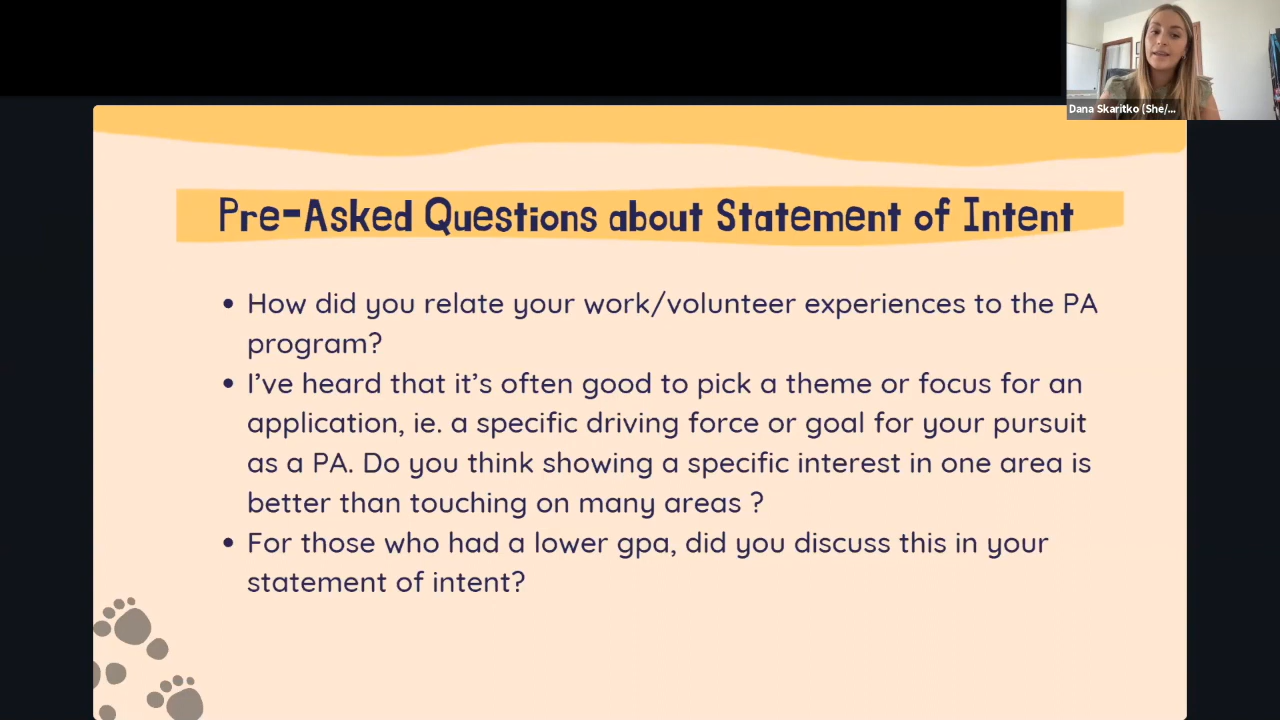 Dana Skaritko (She/...
Pre-Asked Questions about Statement of Intent
• How did you relate your work/volunteer experiences to the PA
program?
• I've heard that it's often good to pick a theme or focus for an
application, ie. a specific driving force or goal for your pursuit
as a PA. Do you think showing a specific interest in one area is
better than touching on many areas ?
• For those who had a lower gpa, did you discuss this in your
statement of intent?